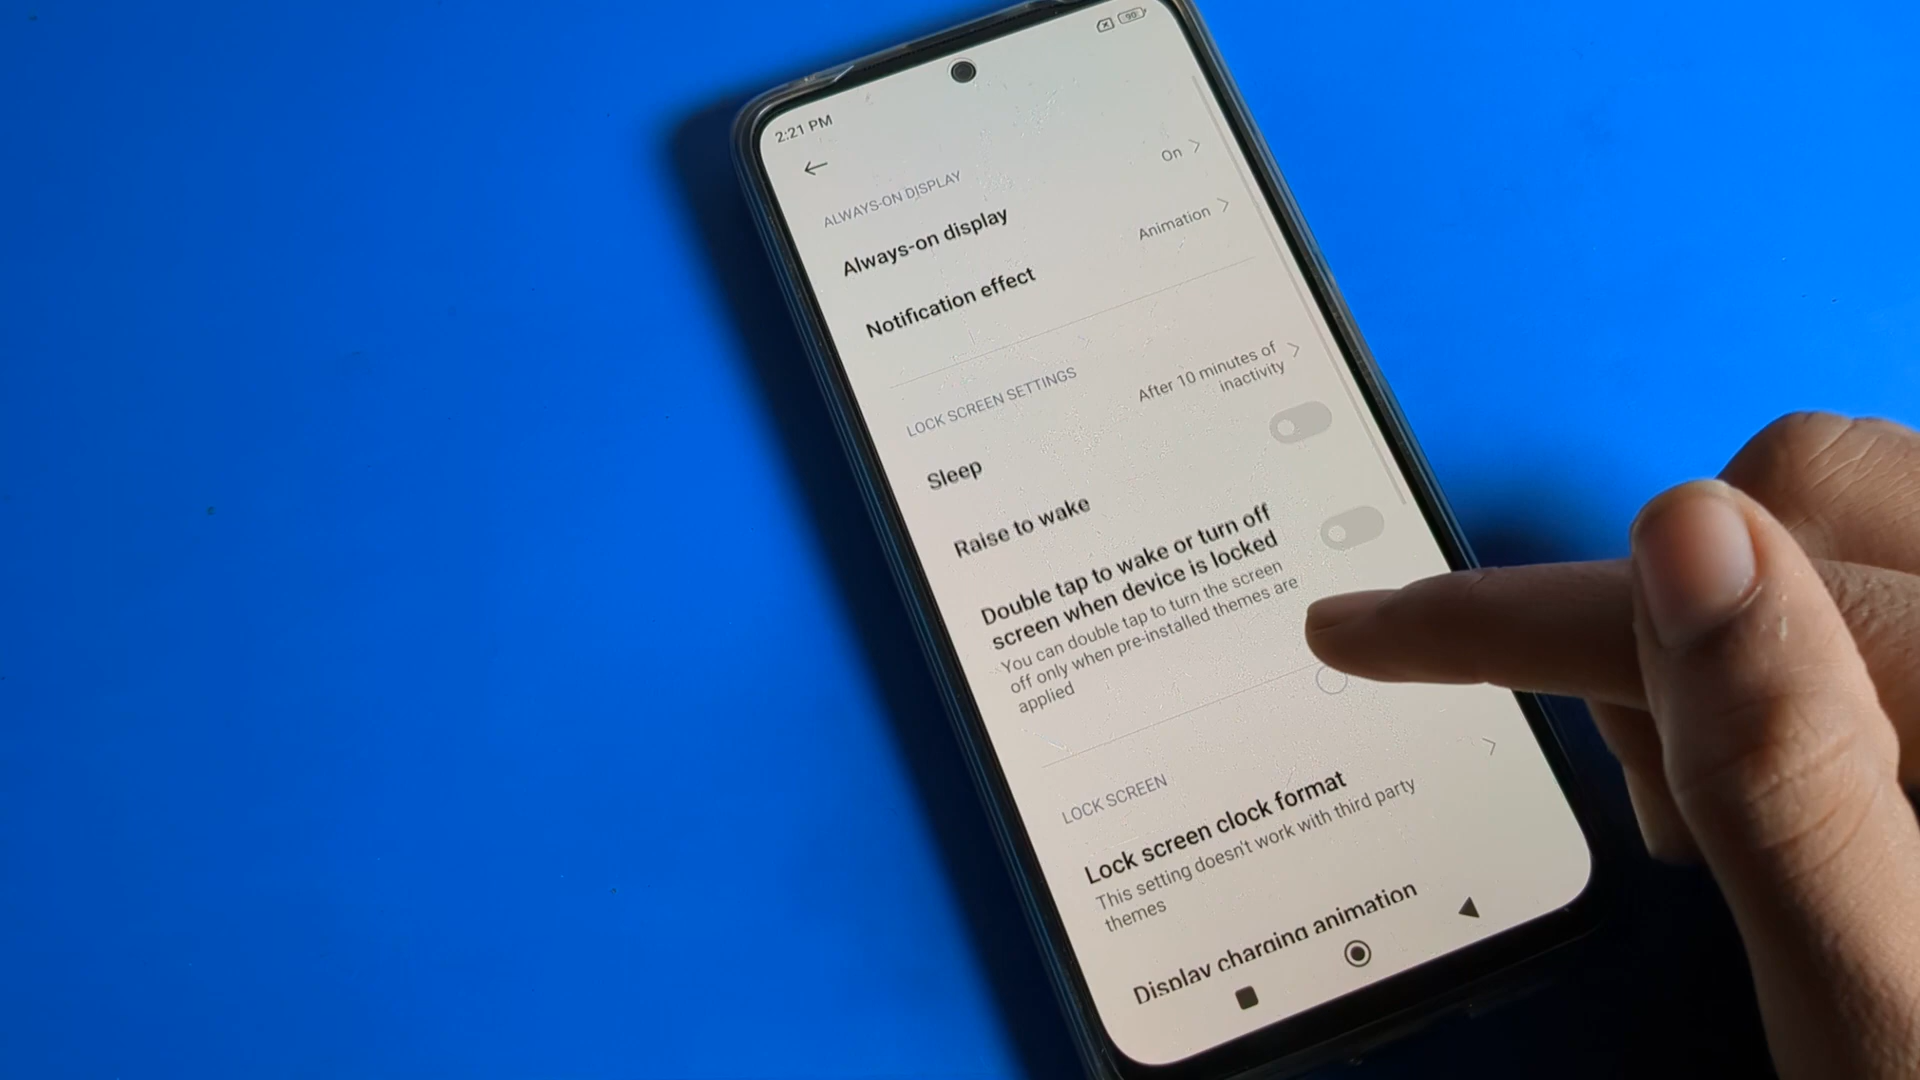 90
2:21 PM
ALWAYS-ON DISPLAY
Always-on display
On
Notification effect
Animation
LOCK SCREEN SETTINGS
Sleep
After 10 minutes of
inactivity
Raise to wake
Double tap to wake or turn off
screen when device is locked
You can double tap to turn the screen
off only when pre-installed themes are
applied
LOCK SCREEN
Lock screen clock format
This setting doesn't work with third party
themes
Display charging animation